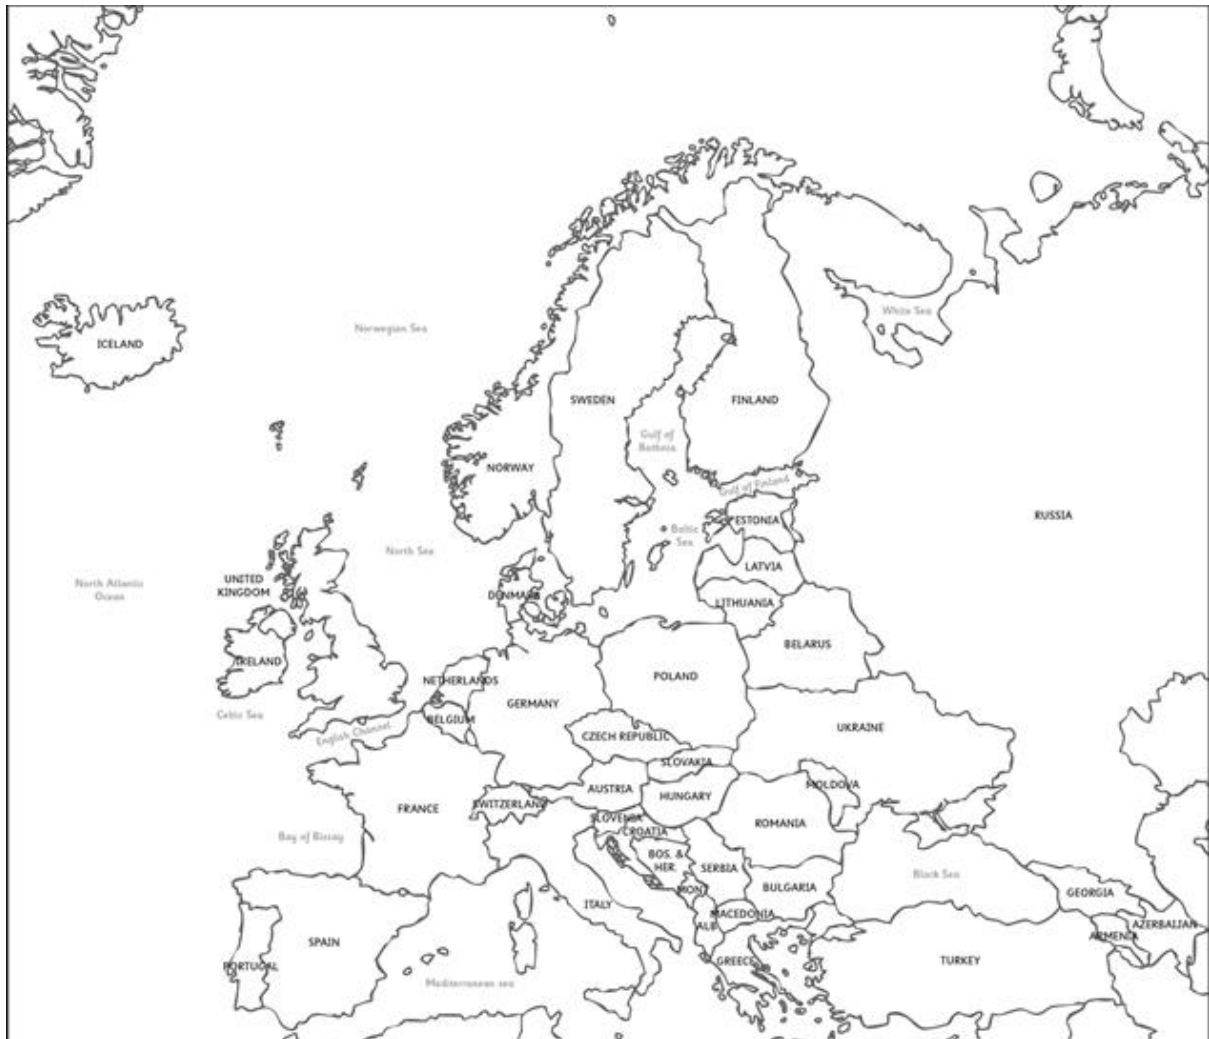 White Sea
Norwegian Sea
ICELAND
SWEDEN
FINLAND
Gulf of
Bothnia
NORWAY
Gulf of Finland
RUSSIA
ESTONIA
Baltic
Sea
North Sea
LATVIA
North Atlantic
Ocean
UNITED
KINGDOM
DENMARK
LITHUANIA
BELARUS
IRELAND
POLAND
NETHERLANDS
GERMANY
Celtic Sea
BELGIUM
English Channel
UKRAINE
CZECH REPUBLIC
SLOVAKIA
MOLDOVA
AUSTRIA
HUNGARY
SWITZERLAND
FRANCE
SLOVENIA
ROMANIA
CROATIA
Bay of Biscay
BOS. &
HER.
SERBIA
Black Sea
BULGARIA
MONT
GEORGIA
ITALY
MACEDONIA
ALB
AZERBAIJAN
ARMENIA
SPAIN
GREECE
TURKEY
PORTUGAL
Mediterranean sea